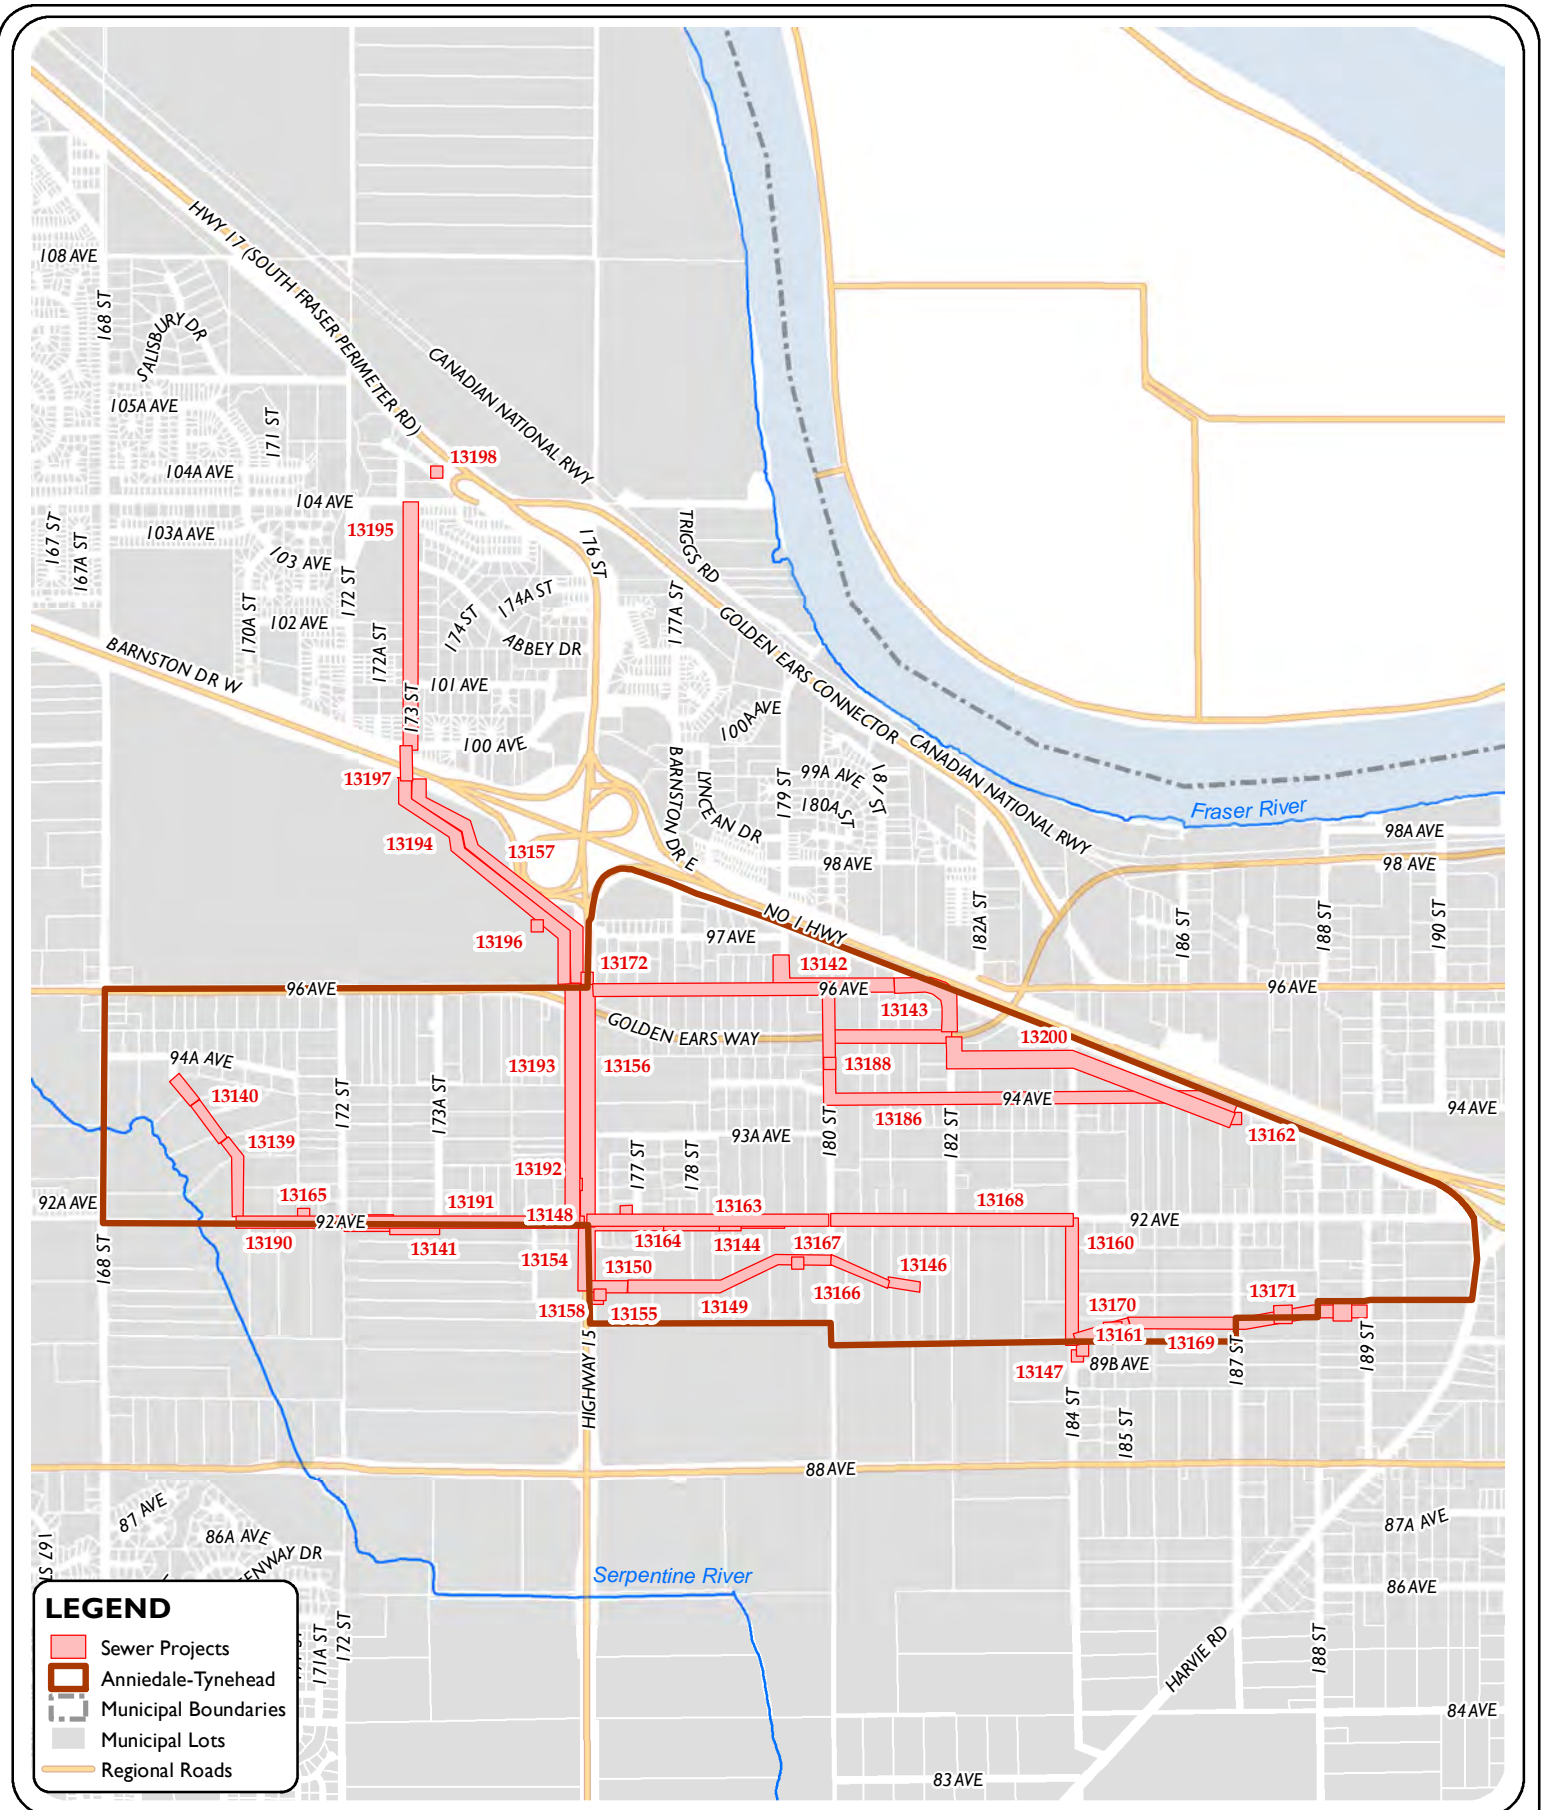 HWY 17 (SOUTH FRASER PERIMETER RD)
108 AVE
168 ST
SALISBURY DR
CANADIAN NATIONAL RWY
105A AVE
171 ST
13198
104A AVE
104 AVE
13195
103A AVE
167 ST
167A ST
103 AVE
176 ST
TRIGGS RD
172 ST
174A ST
170A ST
102 AVE
174 ST
177A ST
172A ST
ABBEY DR
GOLDEN EARS CONNECTOR
BARNSTON DR W
101 AVE
173 ST
100A AVE
100 AVE
CANADIAN NATIONAL RWY
13197
BARNSTON DR E
LYNCEAN DR
179 ST
99A AVE
181 ST
180A ST
Fraser River
98A AVE
13194
13157
98 AVE
98 AVE
NO 1 HWY
182A ST
186 ST
188 ST
190 ST
13196
97 AVE
13172
13142
96 AVE
96 AVE
96 AVE
13143
GOLDEN EARS WAY
13200
94A AVE
13193
13156
13188
13140
172 ST
173A ST
94 AVE
94 AVE
13186
180 ST
182 ST
13162
13139
93A AVE
177 ST
178 ST
13192
92A AVE
13165
13191
13148
13163
13168
92 AVE
92 AVE
168 ST
13190
13141
13164
13144
13167
13160
13154
13150
13146
13158
13155
13149
13166
13170
13171
13161
13169
HIGHWAY 15
13147
89B AVE
187 ST
189 ST
184 ST
185 ST
88 AVE
87 AVE
86A AVE
87A AVE
167 ST
ENWAY DR
Serpentine River
86 AVE
171A ST
172 ST
HARVIE RD
188 ST
84 AVE
83 AVE
LEGEND
Sewer Projects
Anniedale-Tynehead
Municipal Boundaries
Municipal Lots
Regional Roads